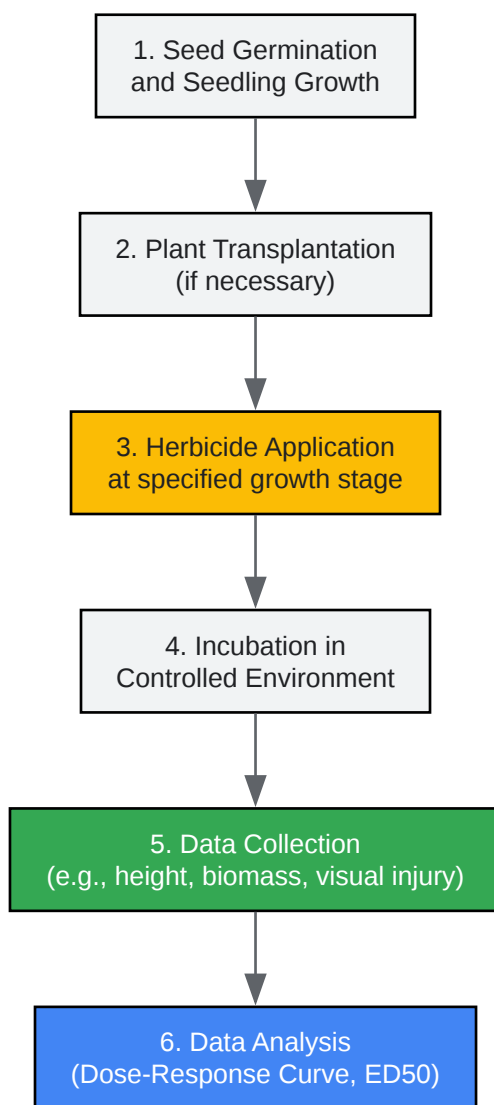 1. Seed Germination
and Seedling Growth
2. Plant Transplantation
(if necessary)
3. Herbicide Application
at specified growth stage
4. Incubation in
Controlled Environment
5. Data Collection
(e.g., height, biomass, visual injury)
6. Data Analysis
(Dose-Response Curve, ED50)